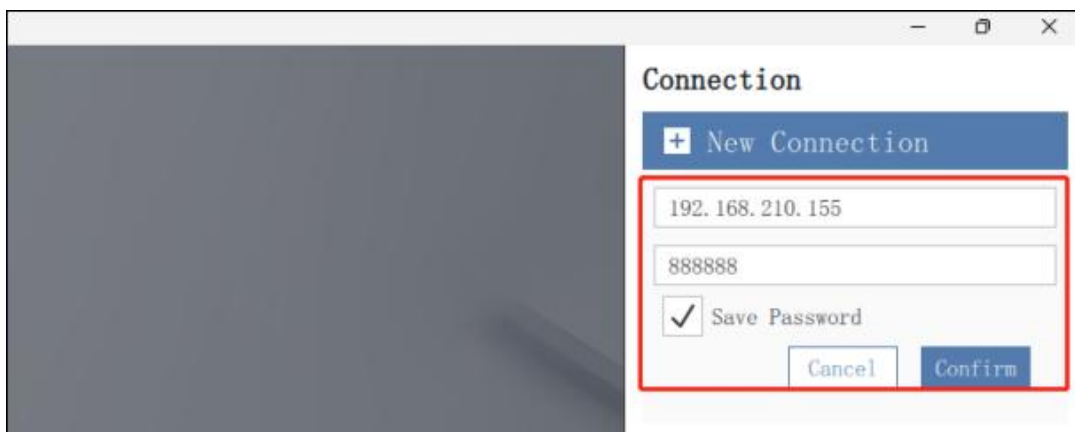 Connection
New Connection
192.168.210.155
888888
Save Password
Cancel Confirm